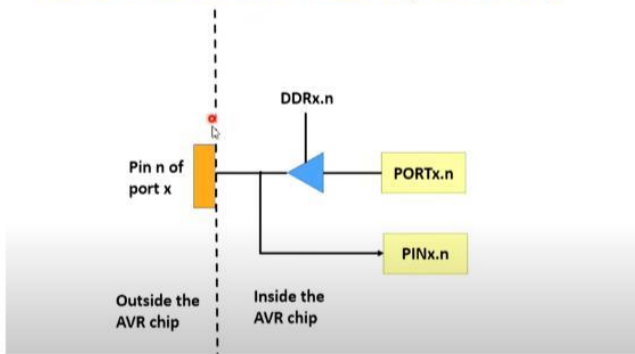 DDRx.n
Pin n of
port x
PORTx.n
PINx.n
Outside the
AVR chip
Inside the
AVR chip